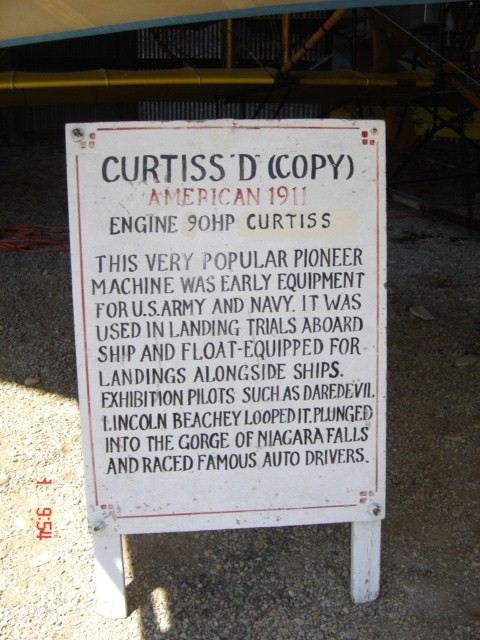 CURTISS "D" (COPY)
AMERICAN 1911
ENGINE 90HP CURTISS
THIS VERY POPULAR PIONEER
MACHINE WAS EARLY EQUIPMENT
FOR U.S.ARMY AND NAVY. IT WAS
USED IN LANDING TRIALS ABOARD
SHIP AND FLOAT-EQUIPPED FOR
LANDINGS ALONGSIDE SHIPS.
EXHIBITION PILOTS SUCH AS DAREDEVIL
LINCOLN BEACHEY LOOPED IT, PLUNGED
INTO THE GORGE OF NIAGARA FALLS
AND RACED FAMOUS AUTO DRIVERS.
9:54